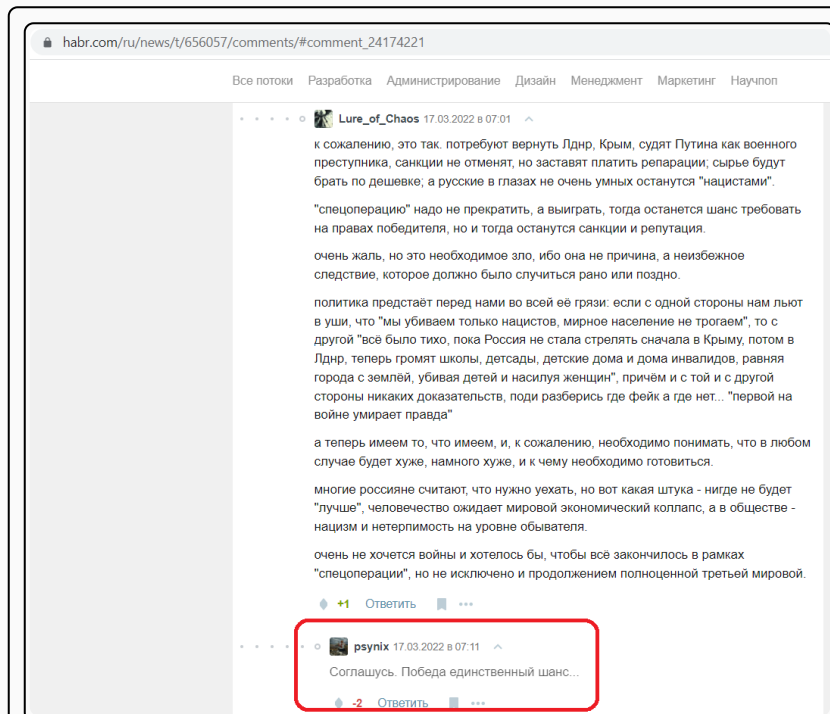 habr.com/ru/news/t/656057/comments/#comment_24174221
Все потоки Разработка Администрирование Дизайн Менеджмент Маркетинг Научпоп
Lure_of_Chaos 17.03.2022 в 07:01
к сожалению, это так. потребуют вернуть Лднр, Крым, судят Путина как военного
преступника, санкции не отменят, но заставят платить репарации; сырье будут
брать по дешевке; а русские в глазах не очень умных останутся "нацистами".
"спецоперацию" надо не прекратить, а выиграть, тогда останется шанс требовать
на правах победителя, но и тогда останутся санкции и репутация.
очень жаль, но это необходимое зло, ибо она не причина, а неизбежное
следствие, которое должно было случиться рано или поздно.
политика предстаёт перед нами во всей её грязи: если с одной стороны нам льют
в уши, что "мы убиваем только нацистов, мирное население не трогаем", то с
другой "всё было тихо, пока Россия не стала стрелять сначала в Крыму, потом в
Лднр, теперь громят школы, детсады, детские дома и дома инвалидов, равняя
города с землёй, убивая детей и насилуя женщин", причём и с той и с другой
стороны никаких доказательств, поди разберись где фейк а где нет... "первой на
войне умирает правда"
а теперь имеем то, что имеем, и, к сожалению, необходимо понимать, что в любом
случае будет хуже, намного хуже, и к чему необходимо готовиться.
многие россияне считают, что нужно уехать, но вот какая штука - нигде не будет
"лучше", человечество ожидает мировой экономический коллапс, а в обществе -
нацизм и нетерпимость на уровне обывателя.
очень не хочется войны и хотелось бы, чтобы всё закончилось в рамках
"спецоперации", но не исключено и продолжением полноценной третьей мировой.
+1 Ответить
psynix 17.03.2022 в 07:11
Соглашусь. Победа единственный шанс...
-2 Ответить